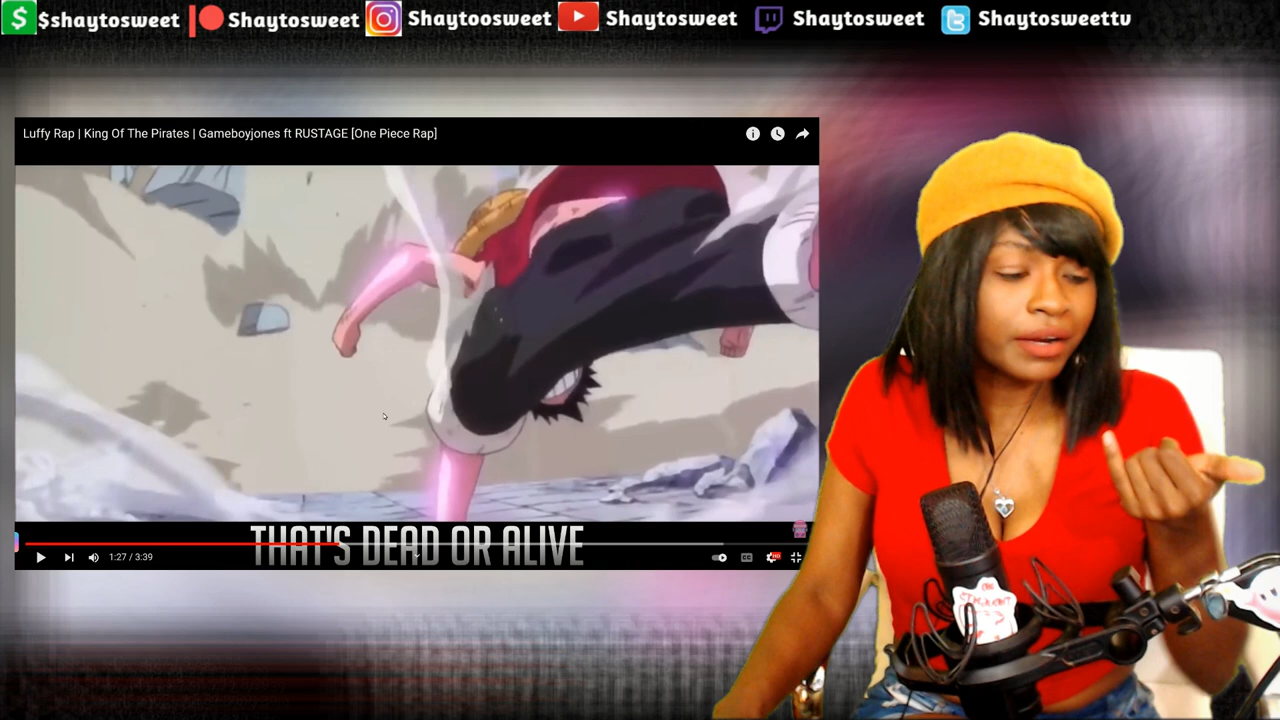 $shaytosweet Shaytosweet Shaytoosweet Shaytosweet Shaytosweet Shaytosweettv
Luffy Rap | King Of The Pirates | Gameboyjones ft RUSTAGE [One Piece Rap]
THAT'S DEAD OR ALIVE
1:27 / 3:39